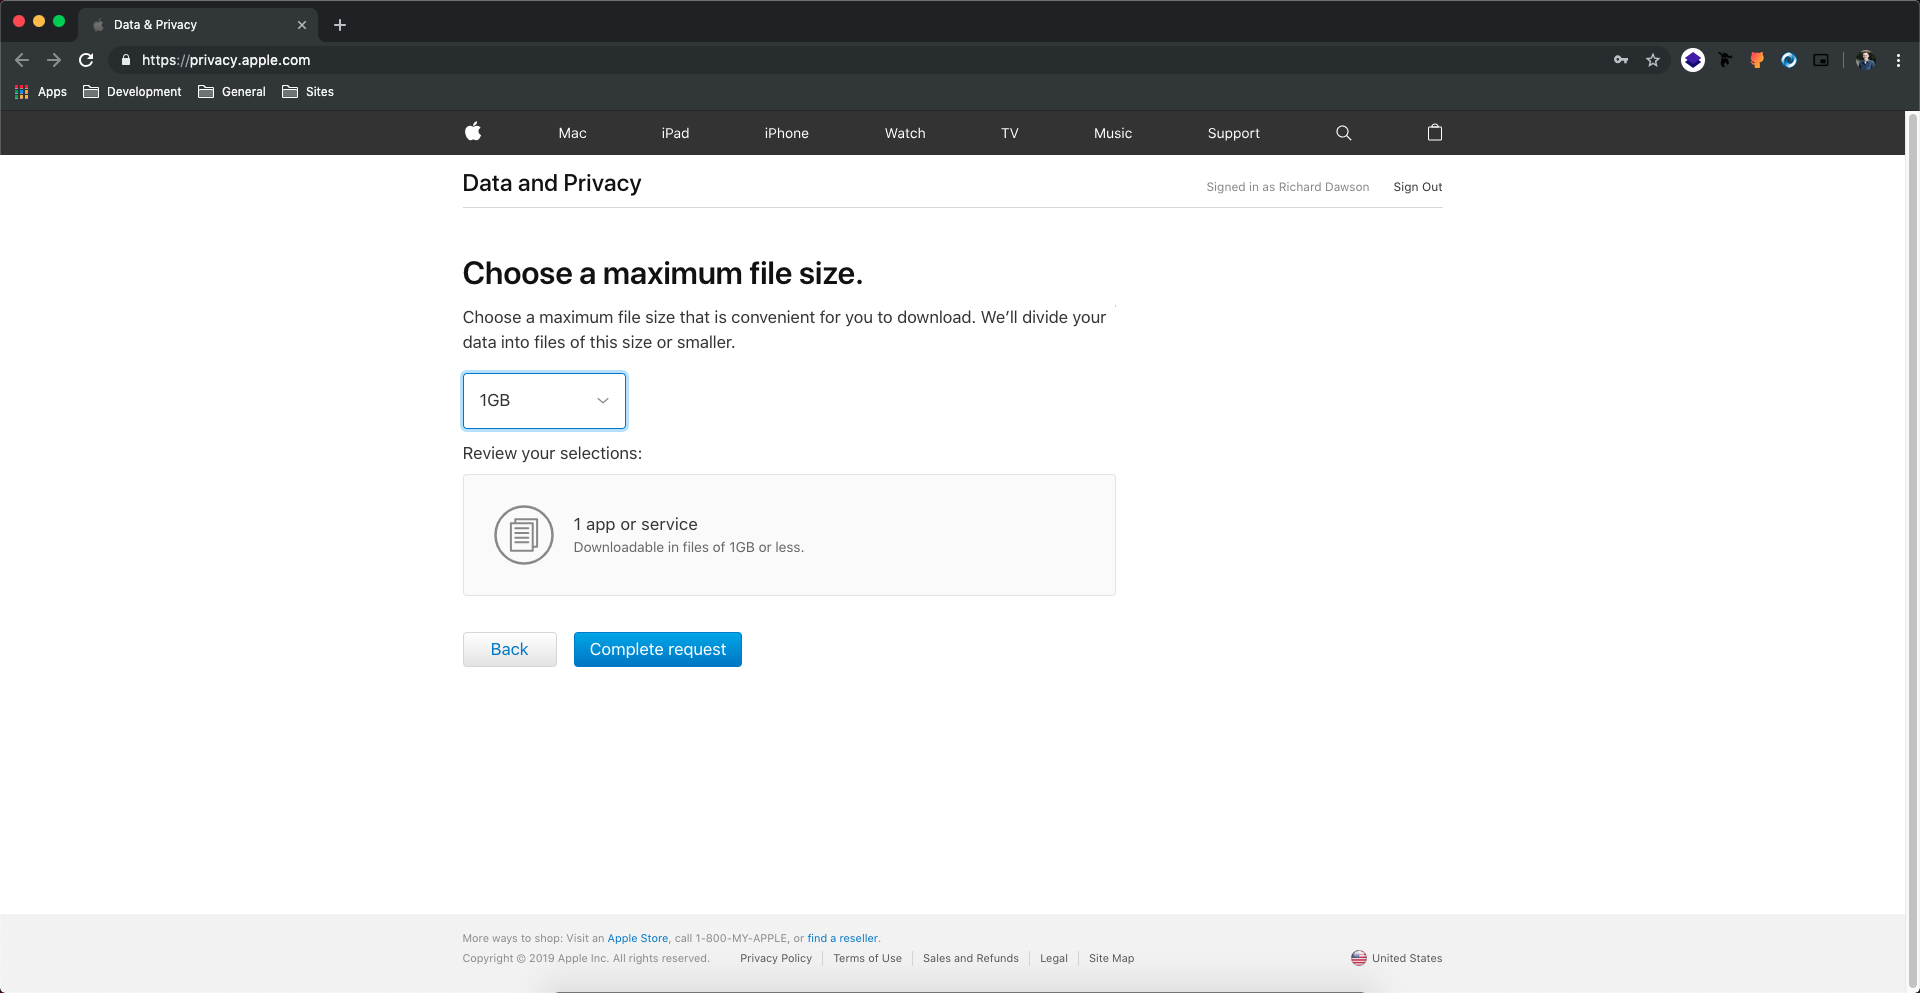 Data & Privacy
https://privacy.apple.com
Apps Development General Sites
Mac iPad iPhone Watch TV Music Support
Data and Privacy
Signed in as Richard Dawson Sign Out
Choose a maximum file size.
Choose a maximum file size that is convenient for you to download. We’ll divide your
data into files of this size or smaller.
1GB
Review your selections:
1 app or service
Downloadable in files of 1GB or less.
Back Complete request
More ways to shop: Visit an Apple Store, call 1-800-MY-APPLE, or find a reseller.
Copyright © 2019 Apple Inc. All rights reserved. Privacy Policy Terms of Use Sales and Refunds Legal Site Map United States